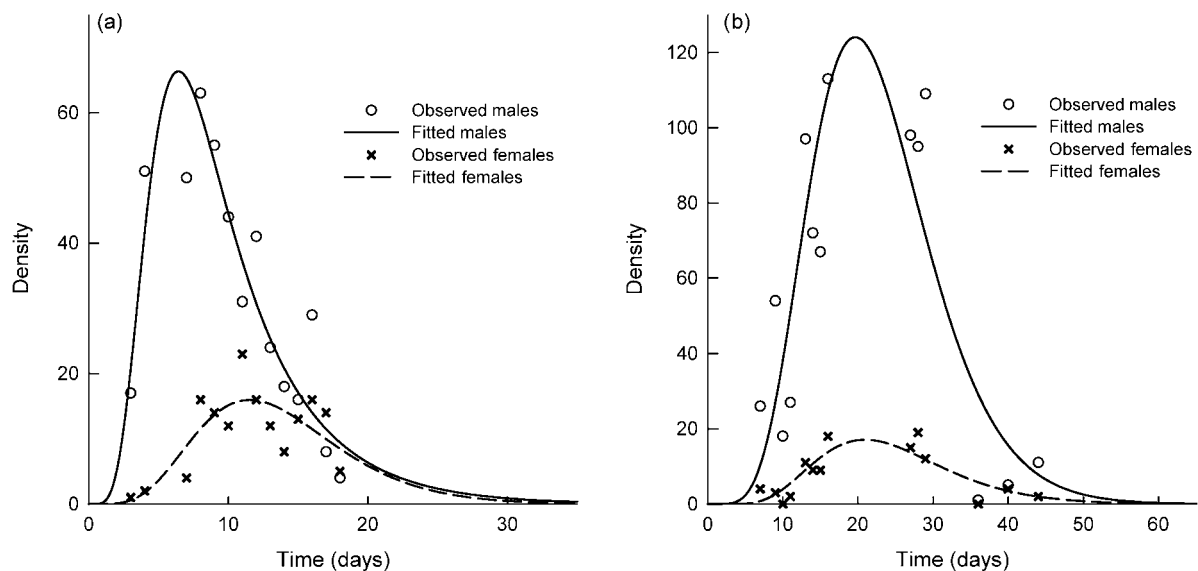 (a)
Observed males
Fitted males
Observed females
Fitted females
Density
60
40
20
0
0 10 20 30
Time (days)
(b)
Observed males
Fitted males
Observed females
Fitted females
Density
120
100
80
60
40
20
0
0 10 20 30 40 50 60
Time (days)